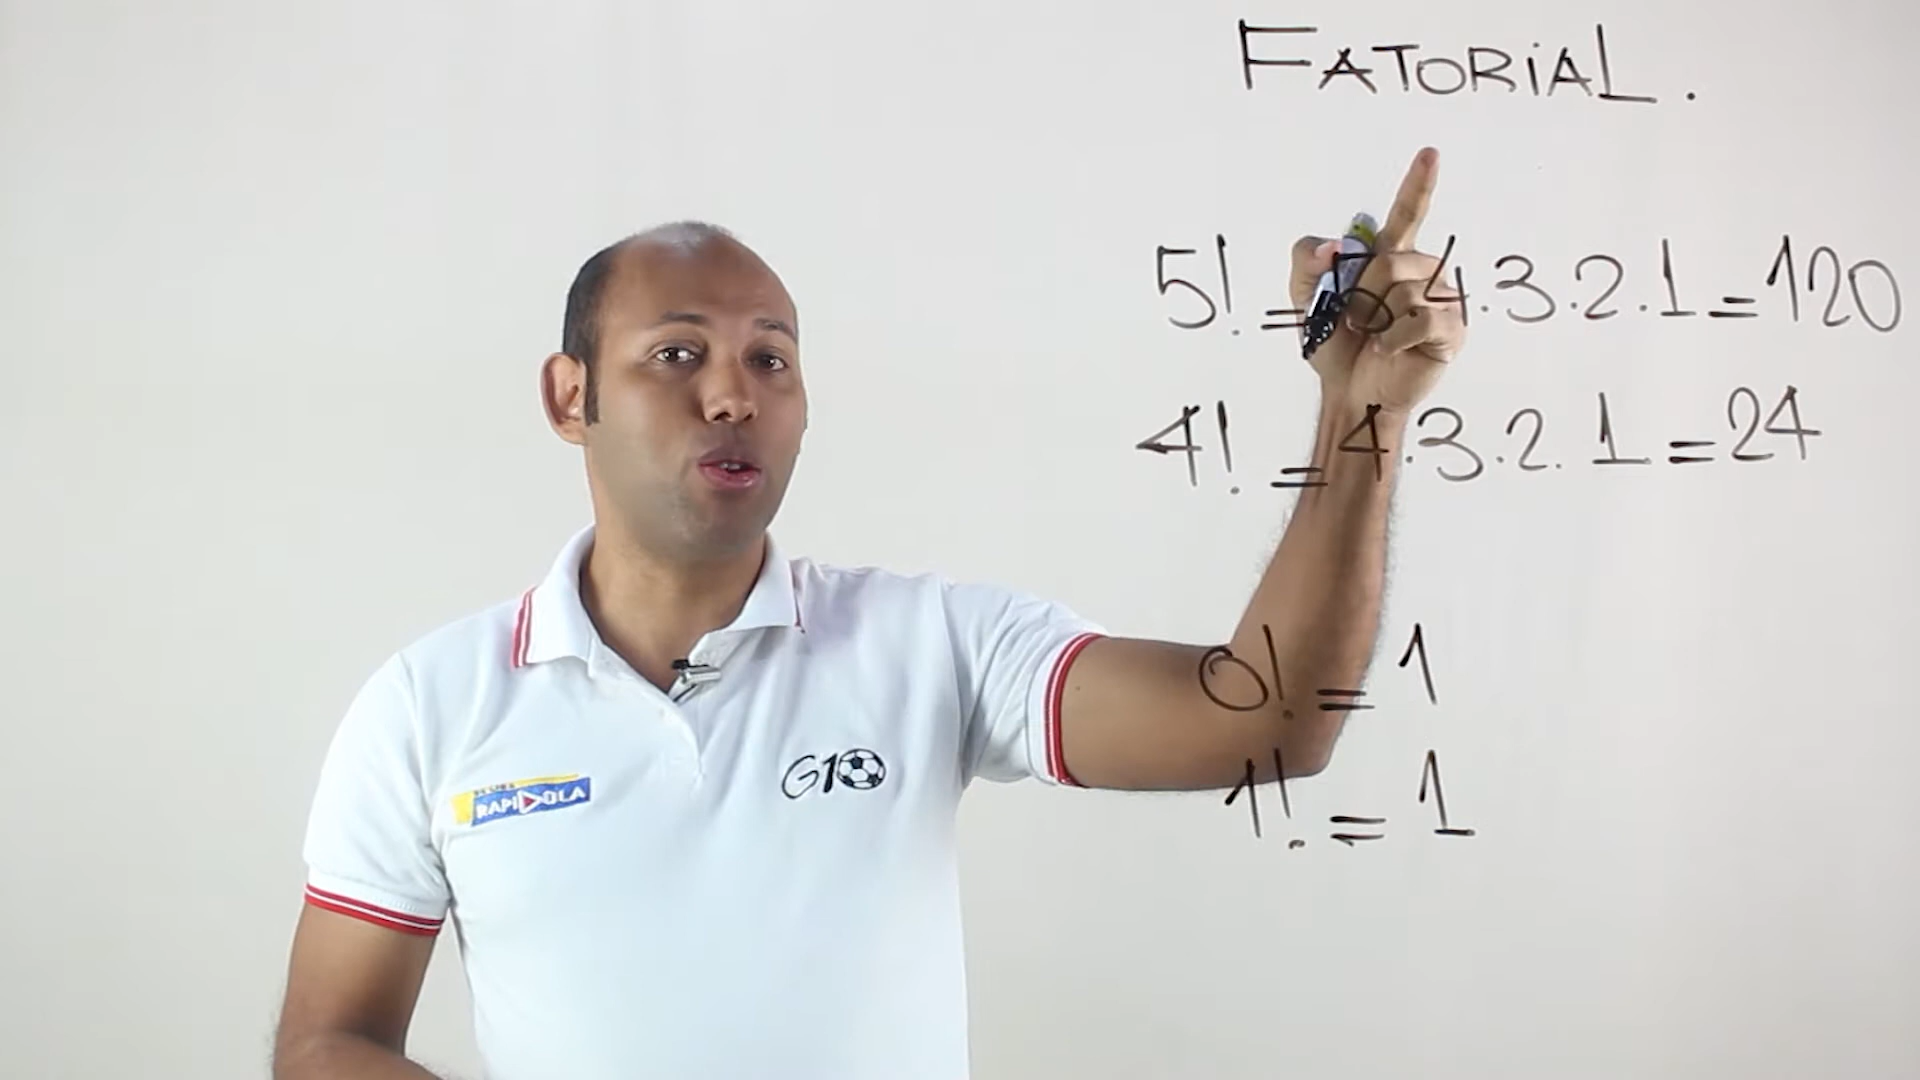 FATORiAL.
5! = 5.4.3.2.1 = 120
4! = 4.3.2.1 = 24
0! = 1
1! = 1
RAPIDOLA
G10